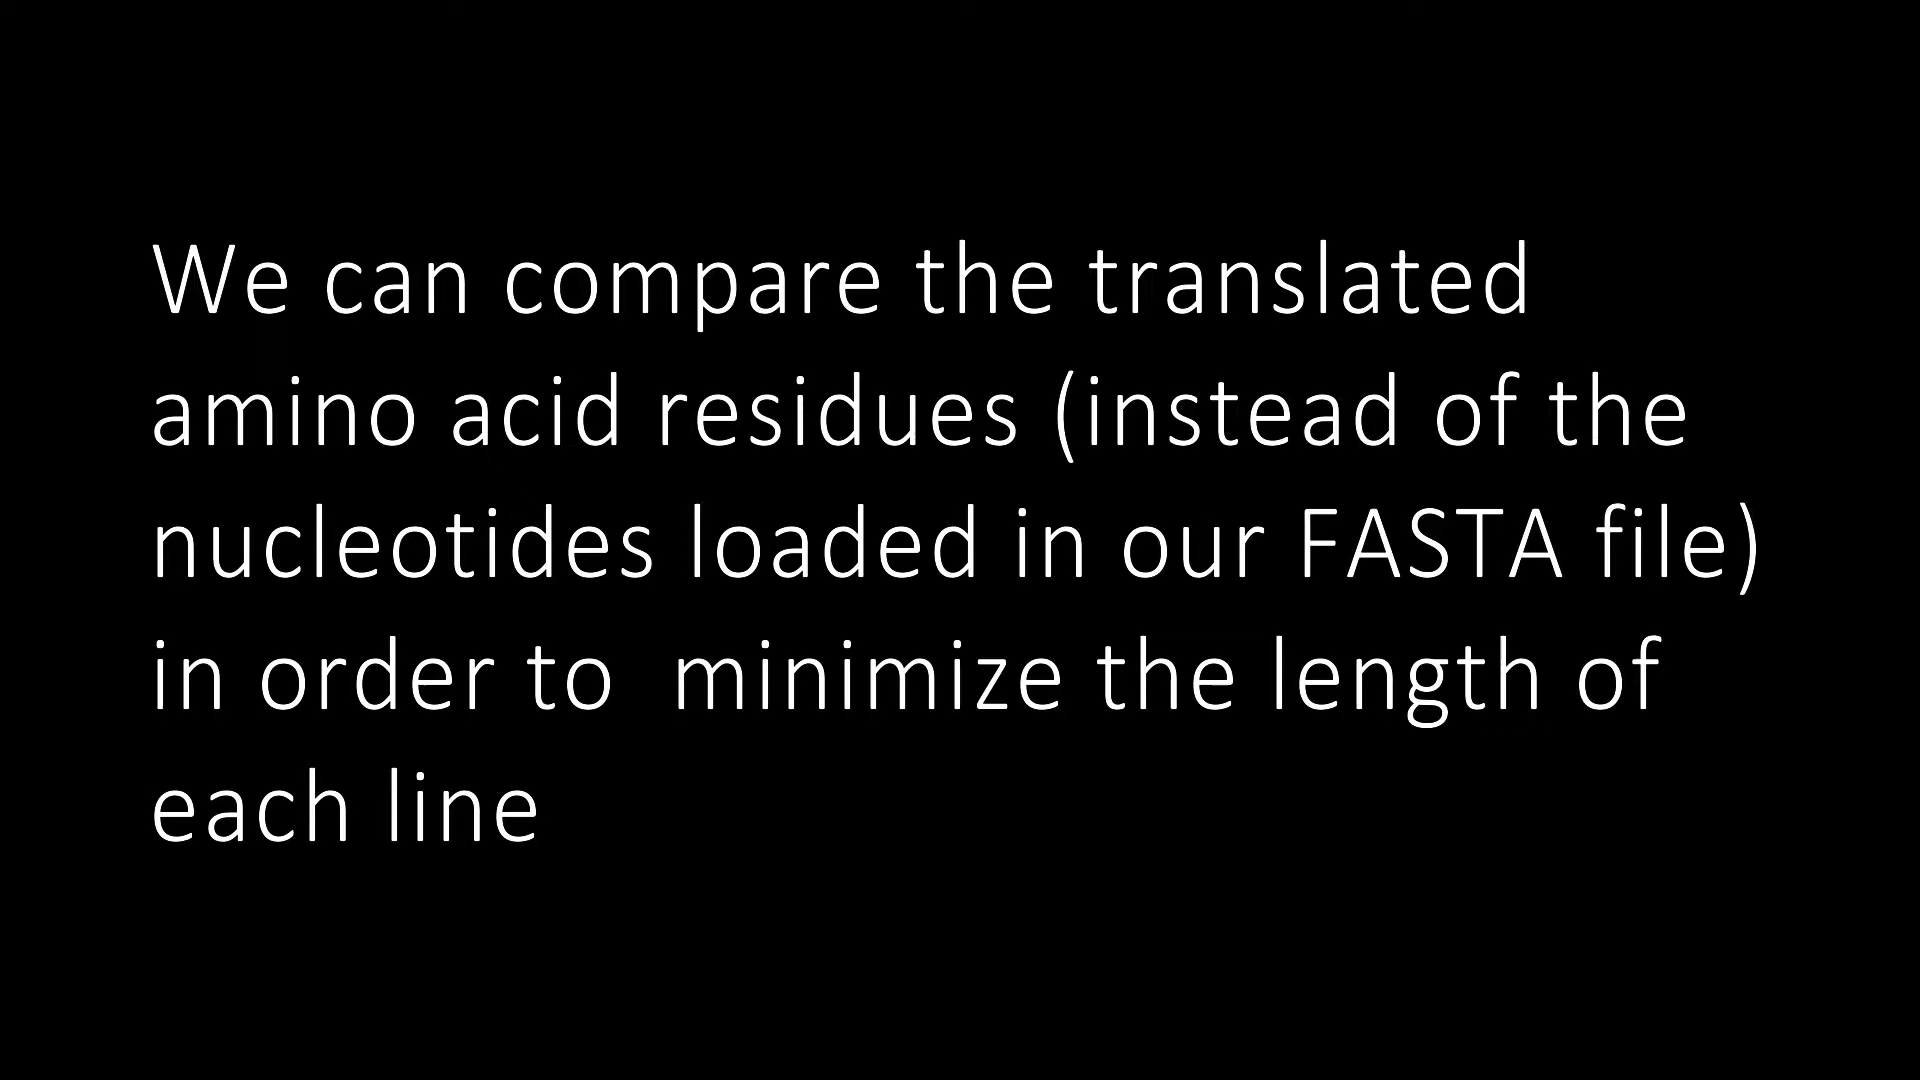 We can compare the translated
amino acid residues (instead of the
nucleotides loaded in our FASTA file)
in order to  minimize the length of
each line